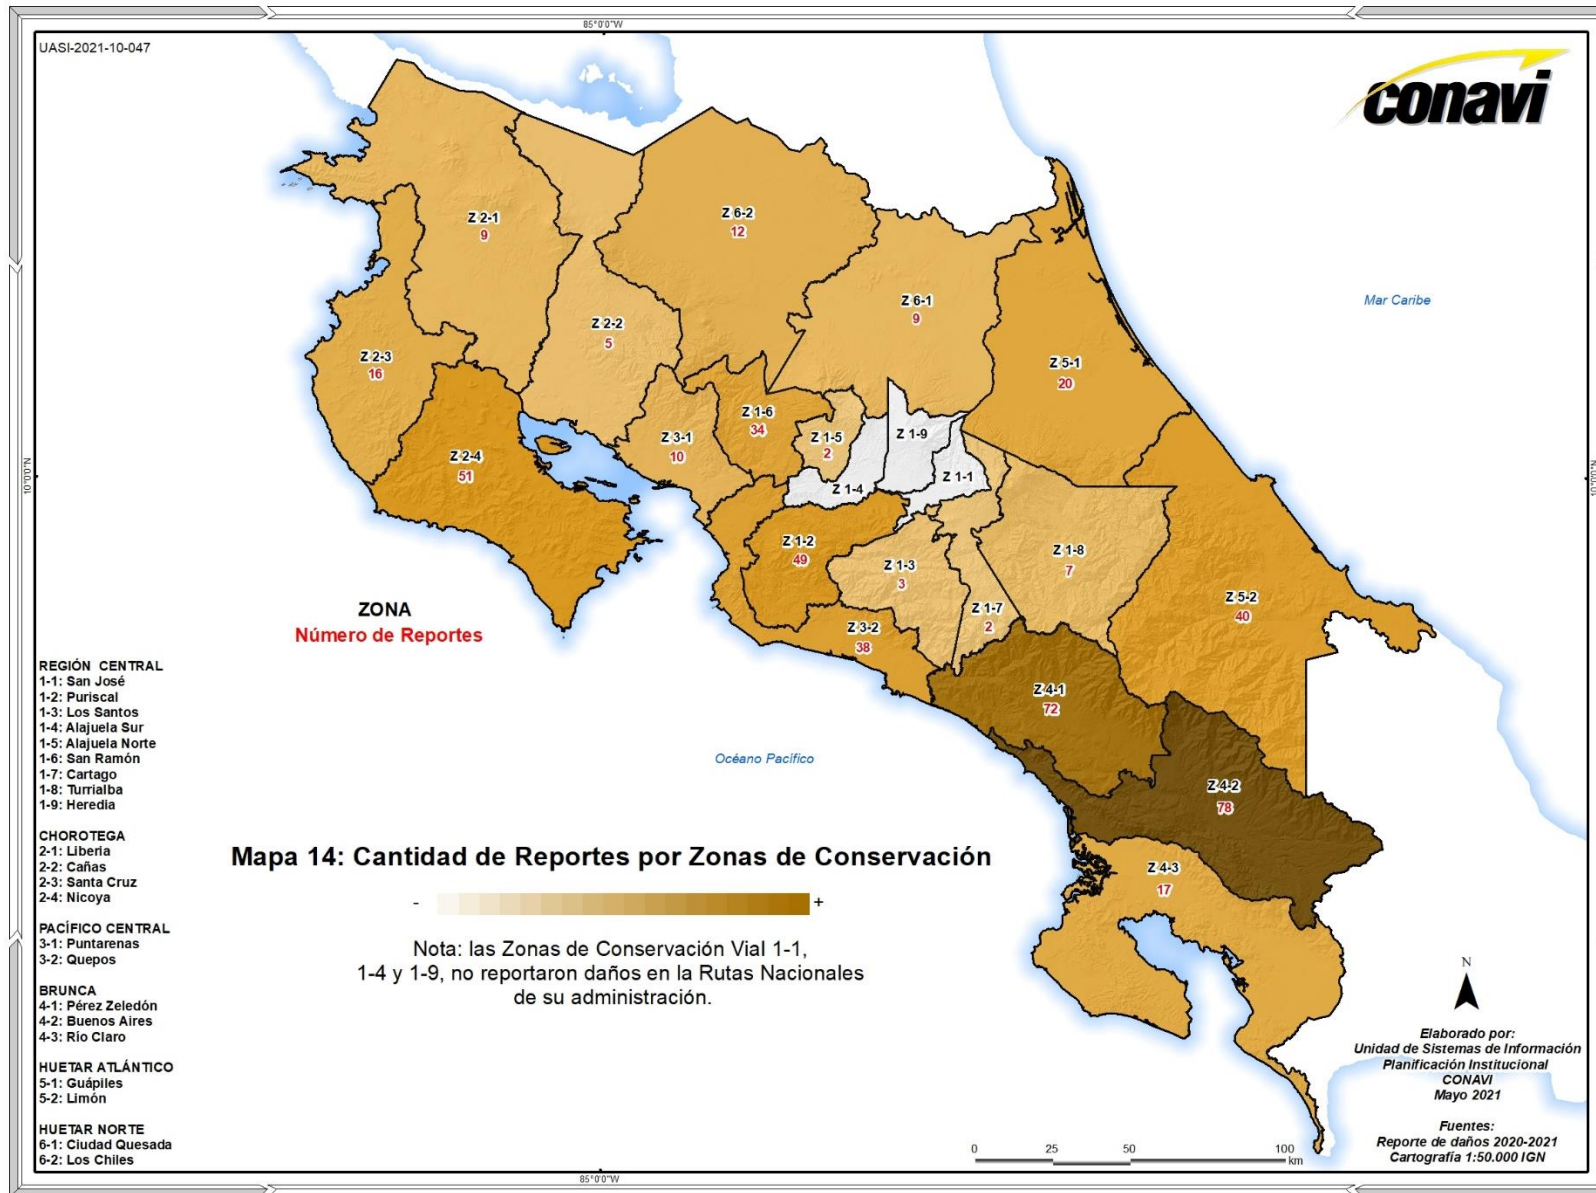 85°0'0"W
UASI-2021-10-047
conavi
Z 2-1
9
Z 6-2
12
Z 6-1
9
Mar Caribe
Z 2-2
5
Z 2-3
16
Z 5-1
20
Z 1-6
34
Z 1-5
2
Z 1-9
Z 3-1
10
Z 2-4
51
Z 1-4
Z 1-1
10°0'0"N
10°0'0"N
Z 1-2
49
Z 1-3
3
Z 1-8
7
Z 1-7
2
Z 5-2
40
Z 3-2
38
ZONA
Número de Reportes
Z 4-1
72
Océano Pacífico
Z 4-2
78
Z 4-3
17
REGIÓN CENTRAL
1-1: San José
1-2: Puriscal
1-3: Los Santos
1-4: Alajuela Sur
1-5: Alajuela Norte
1-6: San Ramón
1-7: Cartago
1-8: Turrialba
1-9: Heredia
CHOROTEGA
2-1: Liberia
2-2: Cañas
2-3: Santa Cruz
2-4: Nicoya
PACÍFICO CENTRAL
3-1: Puntarenas
3-2: Quepos
BRUNCA
4-1: Pérez Zeledón
4-2: Buenos Aires
4-3: Río Claro
HUETAR ATLÁNTICO
5-1: Guápiles
5-2: Limón
HUETAR NORTE
6-1: Ciudad Quesada
6-2: Los Chiles
Mapa 14: Cantidad de Reportes por Zonas de Conservación
- +
Nota: las Zonas de Conservación Vial 1-1,
1-4 y 1-9, no reportaron daños en la Rutas Nacionales
de su administración.
N
Elaborado por:
Unidad de Sistemas de Información
Planificación Institucional
CONAVI
Mayo 2021
Fuentes:
Reporte de daños 2020-2021
Cartografía 1:50.000 IGN
0 25 50 100
km
85°0'0"W